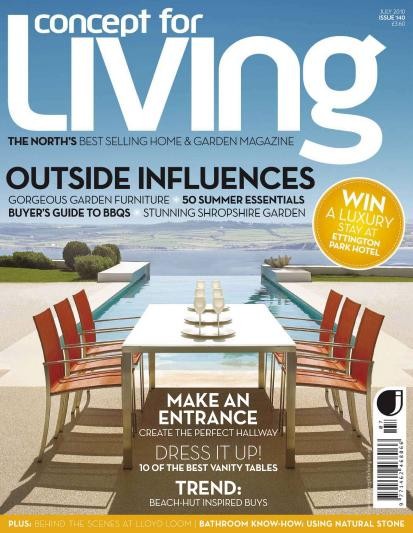 concept for
Living
JULY 2010
ISSUE 140
£3.60
THE NORTH'S BEST SELLING HOME & GARDEN MAGAZINE
OUTSIDE INFLUENCES
GORGEOUS GARDEN FURNITURE * 50 SUMMER ESSENTIALS
BUYER'S GUIDE TO BBQS * STUNNING SHROPSHIRE GARDEN
WIN
A LUXURY
STAY AT
ETTINGTON
PARK HOTEL
MAKE AN
ENTRANCE
CREATE THE PERFECT HALLWAY
DRESS IT UP!
10 OF THE BEST VANITY TABLES
TREND:
BEACH-HUT INSPIRED BUYS
07
PLUS: BEHIND THE SCENES AT LLOYD LOOM | BATHROOM KNOW-HOW: USING NATURAL STONE